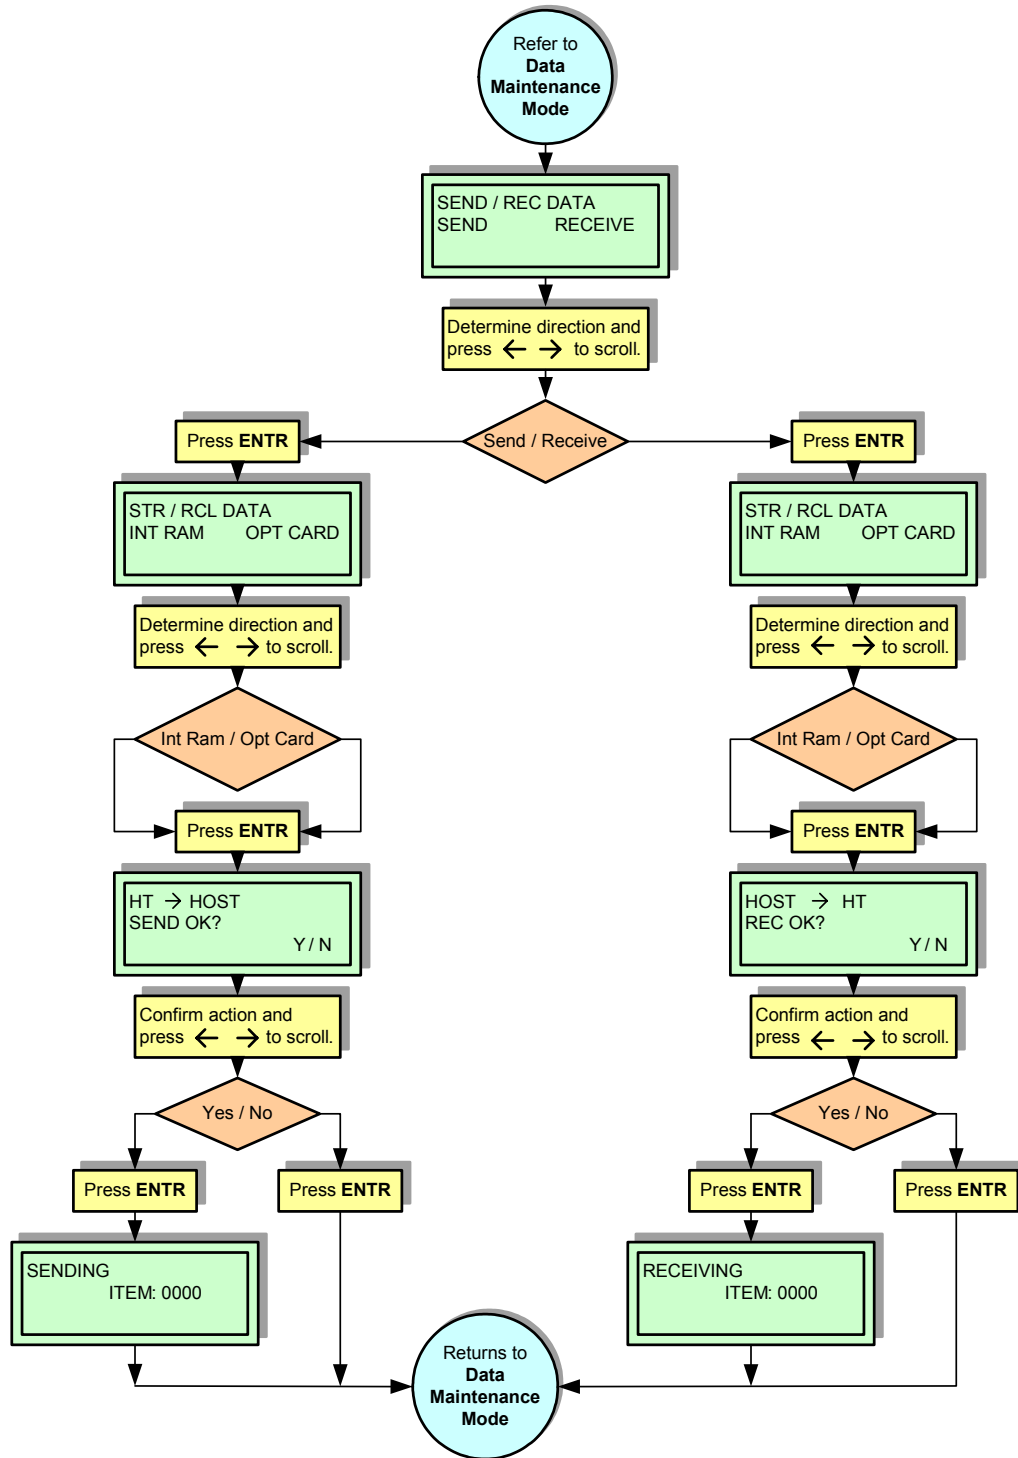 Refer to
Data
Maintenance
Mode
SEND / REC DATA
SEND RECEIVE
Determine direction and
press ← → to scroll.
Send / Receive
Press ENTR
Press ENTR
STR / RCL DATA
INT RAM OPT CARD
STR / RCL DATA
INT RAM OPT CARD
Determine direction and
press ← → to scroll.
Determine direction and
press ← → to scroll.
Int Ram / Opt Card
Int Ram / Opt Card
Press ENTR
Press ENTR
HT → HOST
SEND OK?
Y / N
HOST → HT
REC OK?
Y / N
Confirm action and
press ← → to scroll.
Confirm action and
press ← → to scroll.
Yes / No
Yes / No
Press ENTR
Press ENTR
Press ENTR
Press ENTR
SENDING
ITEM: 0000
RECEIVING
ITEM: 0000
Returns to
Data
Maintenance
Mode